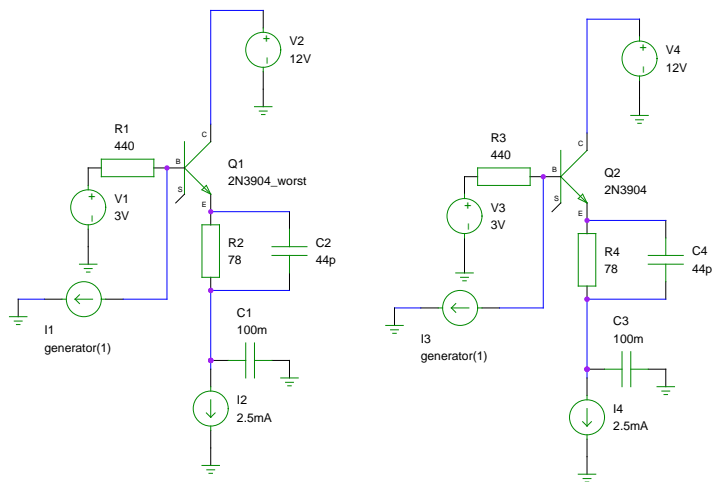 V2
12V
V4
12V
R1
440
C
B
S
E
Q1
2N3904_worst
R3
440
C
B
S
E
Q2
2N3904
V1
3V
V3
3V
R2
78
C2
44p
R4
78
C4
44p
I1
generator(1)
I3
generator(1)
C1
100m
C3
100m
I2
2.5mA
I4
2.5mA